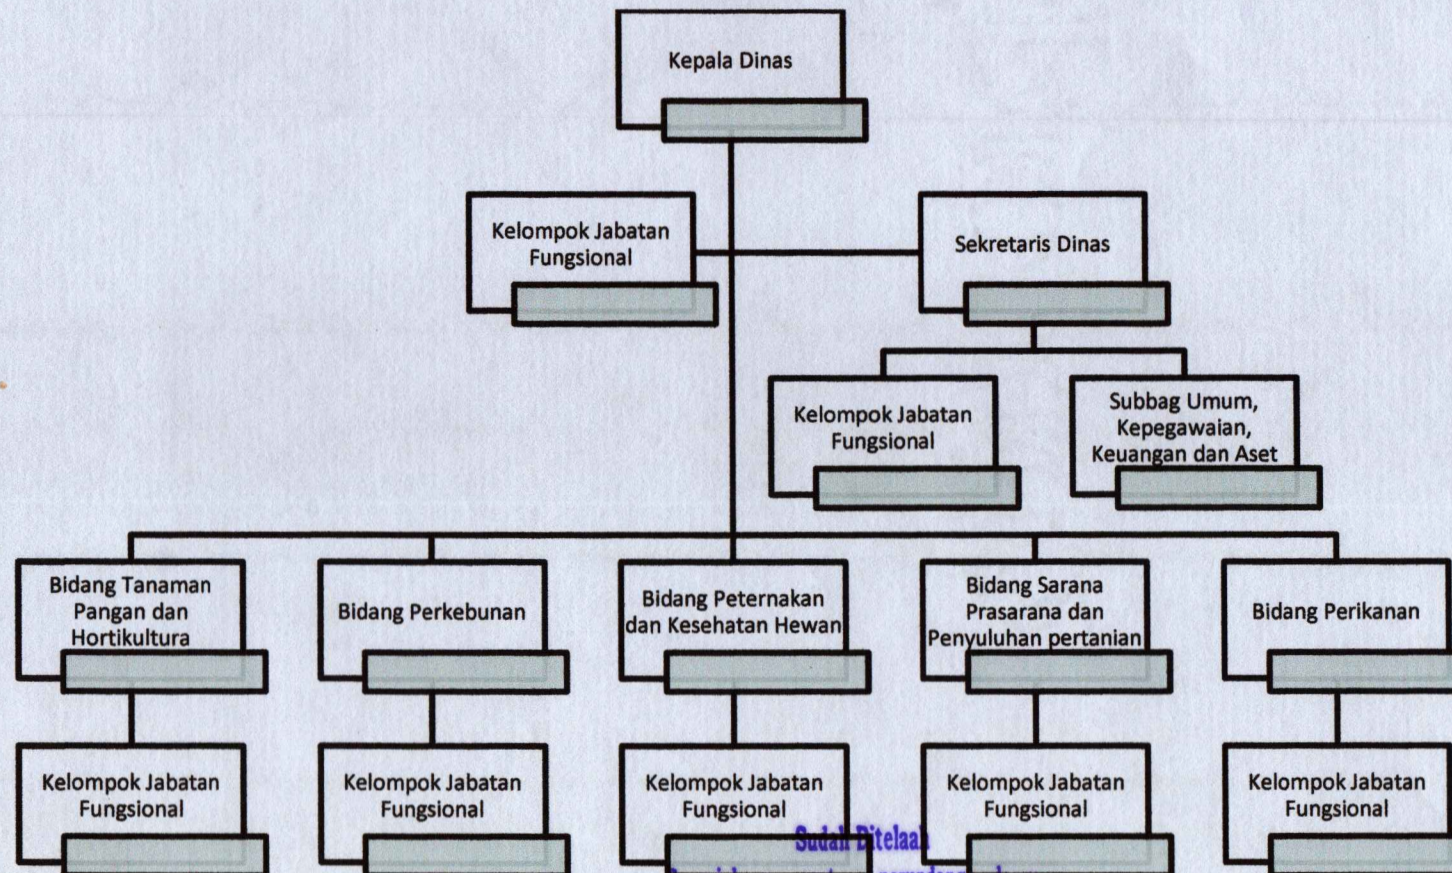 Kepala Dinas
Kelompok Jabatan
Fungsional
Sekretaris Dinas
Kelompok Jabatan
Fungsional
Subbag Umum,
Kepegawaian,
Keuangan dan Aset
Bidang Tanaman
Pangan dan
Hortikultura
Bidang Perkebunan
Bidang Peternakan
dan Kesehatan Hewan
Bidang Sarana
Prasarana dan
Penyuluhan pertanian
Bidang Perikanan
Kelompok Jabatan
Fungsional
Kelompok Jabatan
Fungsional
Kelompok Jabatan
Fungsional
Kelompok Jabatan
Fungsional
Kelompok Jabatan
Fungsional
Sudah Ditelaah